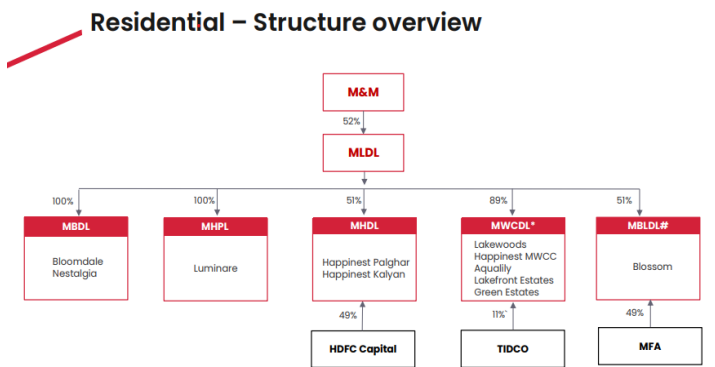 Residential – Structure overview
M&M
52%
MLDL
100%
100%
51%
89%
51%
MBDL
MHPL
MHDL
MWCDL*
MBLDL#
Bloomdale
Nestalgia
Luminare
Happinest Palghar
Happinest Kalyan
Lakewoods
Happinest MWCC
Aqualily
Lakefront Estates
Green Estates
Blossom
49%
11%`
49%
HDFC Capital
TIDCO
MFA